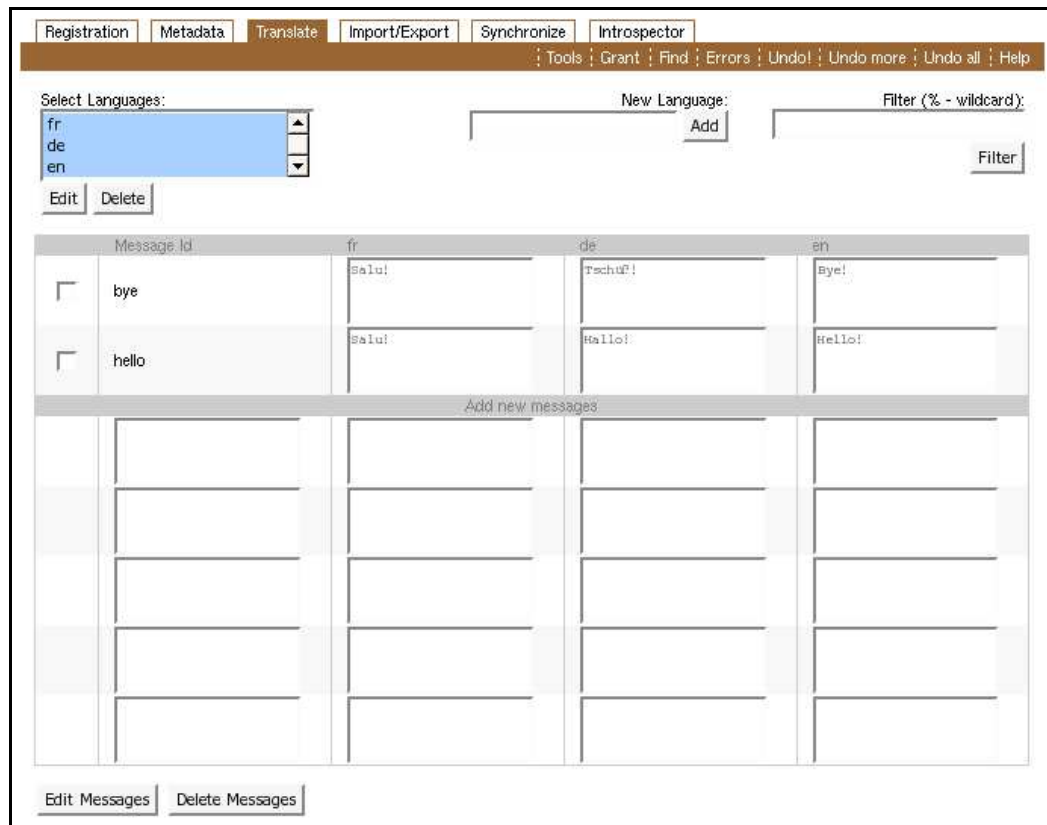 Registration Metadata Translate Import/Export Synchronize Introspector
Tools Grant Find Errors Undo! Undo more Undo all Help
Select Languages: New Language: Filter (% - wildcard):
fr
de
en
Add
Filter
Edit Delete
Message Id fr de en
bye Salu! Tschüß! Bye!
hello Salu! Hallo! Hello!
Add new messages
Edit Messages Delete Messages